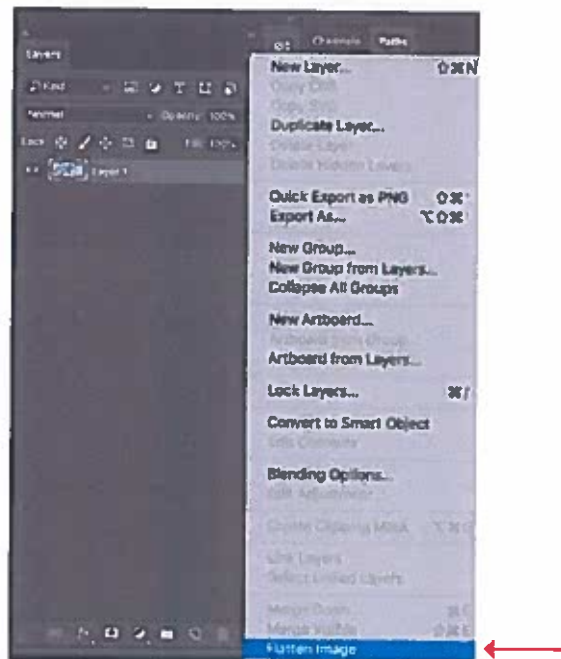 Layers
Channels Paths
Kind
Normal Opacity: 100%
Lock: Fill: 100%
Layer 1
New Layer... ⇧⌘N
Copy CSS
Copy SVG
Duplicate Layer...
Delete Layer
Delete Hidden Layers
Quick Export as PNG ⇧⌘'
Export As... ⌥⇧⌘'
New Group...
New Group from Layers...
Collapse All Groups
New Artboard...
Artboard from Group...
Artboard from Layers...
Lock Layers... ⌘/
Convert to Smart Object
Edit Contents
Blending Options...
Edit Adjustment...
Create Clipping Mask ⌥⌘G
Link Layers
Select Linked Layers
Merge Down ⌘E
Merge Visible ⇧⌘E
Flatten Image